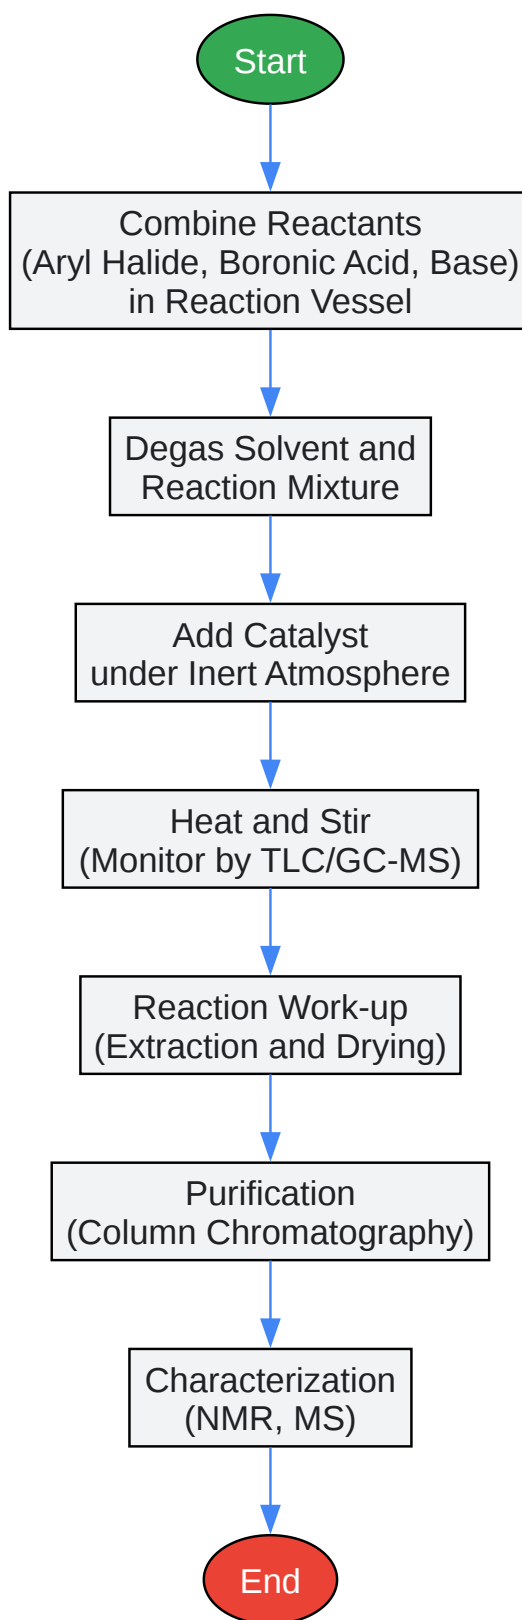 Start
Combine Reactants
(Aryl Halide, Boronic Acid, Base)
in Reaction Vessel
Degas Solvent and
Reaction Mixture
Add Catalyst
under Inert Atmosphere
Heat and Stir
(Monitor by TLC/GC-MS)
Reaction Work-up
(Extraction and Drying)
Purification
(Column Chromatography)
Characterization
(NMR, MS)
End